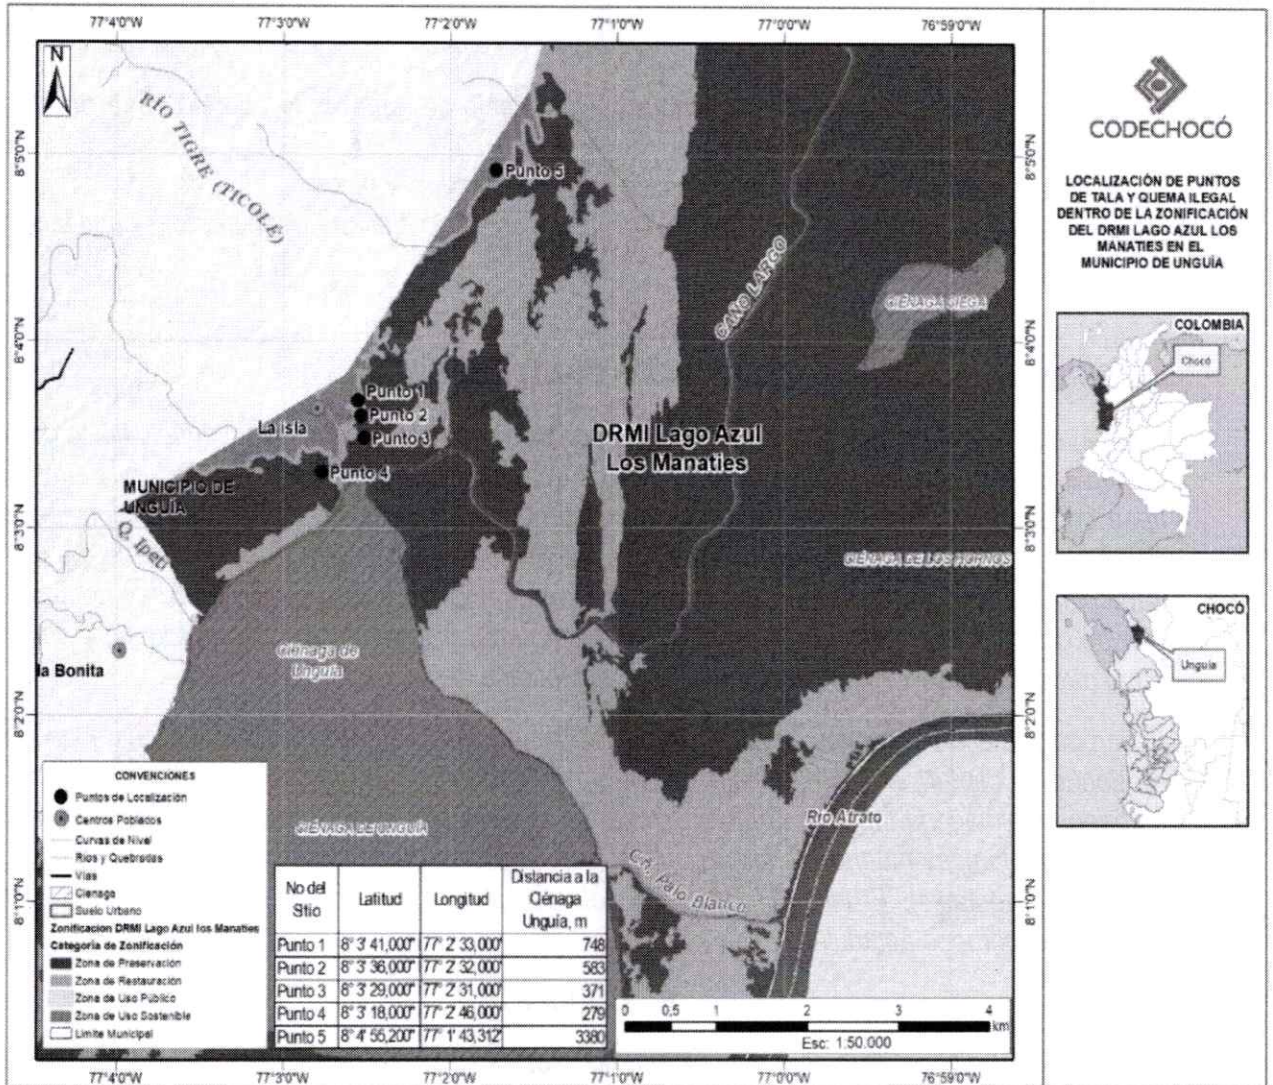 77°4'0"W 77°3'0"W 77°2'0"W 77°1'0"W 77°0'0"W 76°59'0"W
N
RÍO TIGRE (TICOLÉ)
8°5'0"N
8°5'0"N
Punto 5
CAÑO LARGO
CIÉNAGA CIEGA
8°4'0"N
8°4'0"N
Punto 1
Punto 2
La Isla
Punto 3
DRMI Lago Azul
Los Manaties
Punto 4
MUNICIPIO DE
UNGUÍA
8°3'0"N
8°3'0"N
Q. Ipetí
CIÉNAGA DE LOS HORNOS
Ciénaga de
Unguía
la Bonita
8°2'0"N
8°2'0"N
Río Atrato
CIÉNAGA DE UNGUÍA
Cñ. Palo Blanco
8°1'0"N
8°1'0"N
CONVENCIONES
Puntos de Localización
Centros Poblados
Curvas de Nivel
Rios y Quebradas
Vias
Cienaga
Suelo Urbano
Zonificacion DRMI Lago Azul los Manaties
Categoría de Zonificación
Zona de Preservación
Zona de Restauración
Zona de Uso Público
Zona de Uso Sostenible
Limite Municipal
No del Sitio Latitud Longitud Distancia a la Ciénaga Unguía, m
Punto 1 8° 3' 41,000" 77° 2' 33,000" 748
Punto 2 8° 3' 36,000" 77° 2' 32,000" 583
Punto 3 8° 3' 29,000" 77° 2' 31,000" 371
Punto 4 8° 3' 18,000" 77° 2' 46,000" 279
Punto 5 8° 4' 55,200" 77° 1' 43,312" 3380
0 0,5 1 2 3 4
km
Esc: 1:50.000
77°4'0"W 77°3'0"W 77°2'0"W 77°1'0"W 77°0'0"W 76°59'0"W
CODECHOCÓ
LOCALIZACIÓN DE PUNTOS
DE TALA Y QUEMA ILEGAL
DENTRO DE LA ZONIFICACIÓN
DEL DRMI LAGO AZUL LOS
MANATIES EN EL
MUNICIPIO DE UNGUÍA
COLOMBIA
Chocó
CHOCÓ
Unguía